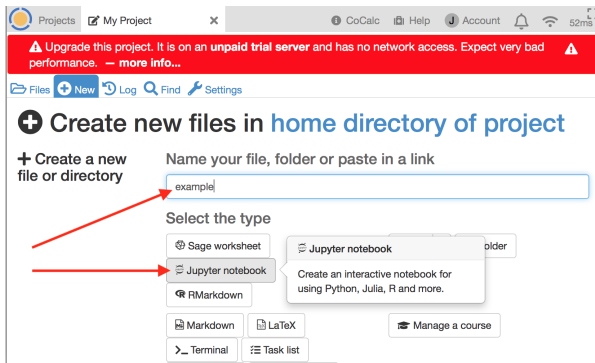 Projects My Project × CoCalc Help J Account 52ms
Upgrade this project. It is on an unpaid trial server and has no network access. Expect very bad
performance. — more info...
Files New Log Find Settings
Create new files in home directory of project
Create a new
file or directory
Name your file, folder or paste in a link
example
Select the type
Sage worksheet
Jupyter notebook
Jupyter notebook
Create an interactive notebook for
using Python, Julia, R and more.
RMarkdown
Markdown LaTeX Manage a course
Terminal Task list